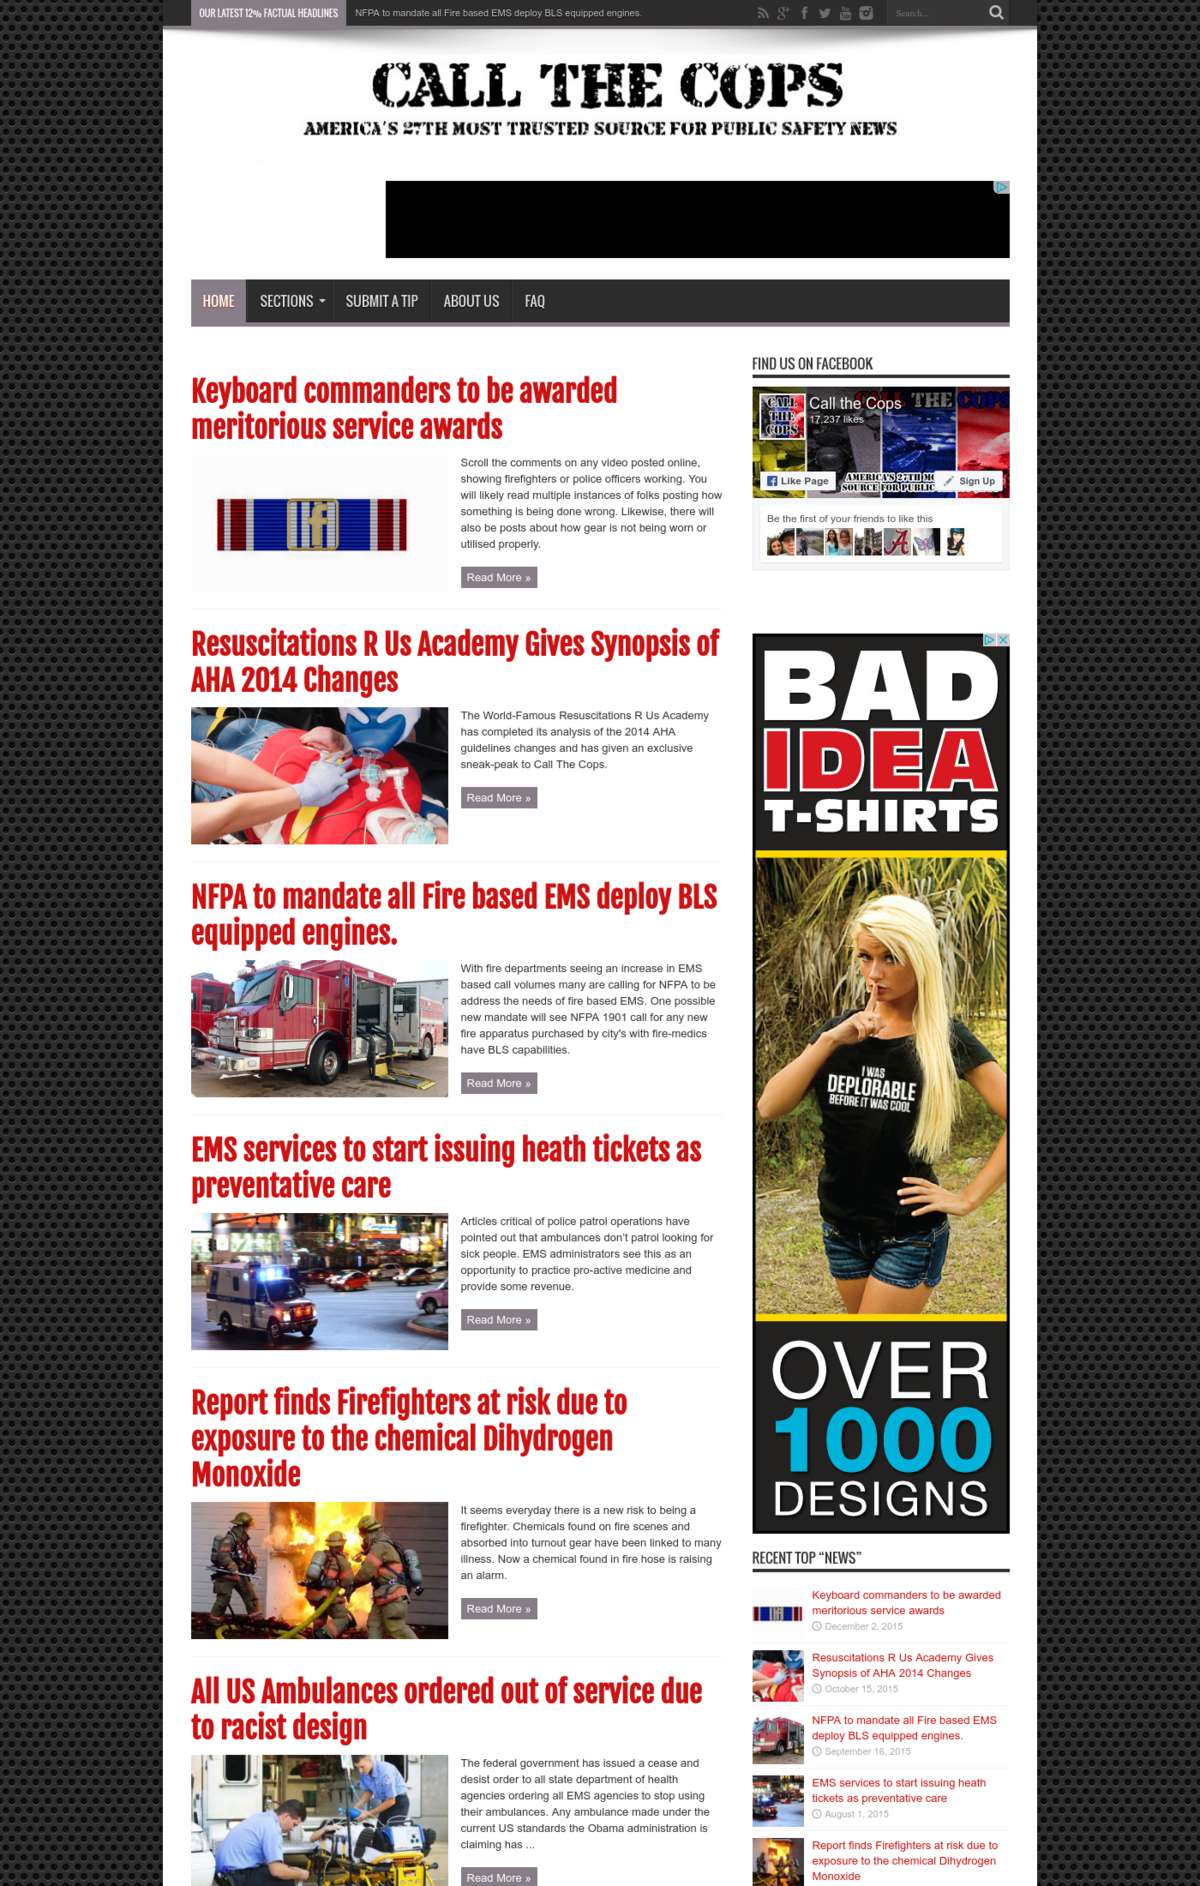 OUR LATEST 12% FACTUAL HEADLINES
NFPA to mandate all Fire based EMS deploy BLS equipped engines.
Search...
CALL THE COPS
AMERICA'S 27TH MOST TRUSTED SOURCE FOR PUBLIC SAFETY NEWS
HOME
SECTIONS
SUBMIT A TIP
ABOUT US
FAQ
Keyboard commanders to be awarded
meritorious service awards
Scroll the comments on any video posted online,
showing firefighters or police officers working. You
will likely read multiple instances of folks posting how
something is being done wrong. Likewise, there will
also be posts about how gear is not being worn or
utilised properly.
Read More »
Resuscitations R Us Academy Gives Synopsis of
AHA 2014 Changes
The World-Famous Resuscitations R Us Academy
has completed its analysis of the 2014 AHA
guidelines changes and has given an exclusive
sneak-peak to Call The Cops.
Read More »
NFPA to mandate all Fire based EMS deploy BLS
equipped engines.
With fire departments seeing an increase in EMS
based call volumes many are calling for NFPA to be
address the needs of fire based EMS. One possible
new mandate will see NFPA 1901 call for any new
fire apparatus purchased by city's with fire-medics
have BLS capabilities.
Read More »
EMS services to start issuing heath tickets as
preventative care
Articles critical of police patrol operations have
pointed out that ambulances don't patrol looking for
sick people. EMS administrators see this as an
opportunity to practice pro-active medicine and
provide some revenue.
Read More »
Report finds Firefighters at risk due to
exposure to the chemical Dihydrogen
Monoxide
It seems everyday there is a new risk to being a
firefighter. Chemicals found on fire scenes and
absorbed into turnout gear have been linked to many
illness. Now a chemical found in fire hose is raising
an alarm.
Read More »
All US Ambulances ordered out of service due
to racist design
The federal government has issued a cease and
desist order to all state department of health
agencies ordering all EMS agencies to stop using
their ambulances. Any ambulance made under the
current US standards the Obama administration is
claiming has ...
Read More »
FIND US ON FACEBOOK
CALL THE COPS
CALL
THE
COPS
Call the Cops
17,237 likes
Like Page
AMERICA'S 27TH
SOURCE FOR PUBLIC
Sign Up
Be the first of your friends to like this
BAD
IDEA
T-SHIRTS
I WAS
DEPLORABLE
BEFORE IT WAS COOL
OVER
1000
DESIGNS
RECENT TOP “NEWS”
Keyboard commanders to be awarded
meritorious service awards
December 2, 2015
Resuscitations R Us Academy Gives
Synopsis of AHA 2014 Changes
October 15, 2015
NFPA to mandate all Fire based EMS
deploy BLS equipped engines.
September 16, 2015
EMS services to start issuing heath
tickets as preventative care
August 1, 2015
Report finds Firefighters at risk due to
exposure to the chemical Dihydrogen
Monoxide